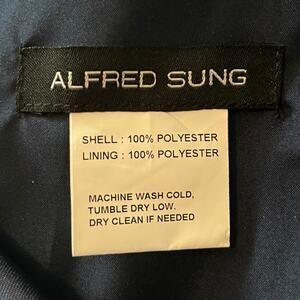 ALFRED SUNG
SHELL : 100% POLYESTER
LINING : 100% POLYESTER
MACHINE WASH COLD,
TUMBLE DRY LOW.
DRY CLEAN IF NEEDED